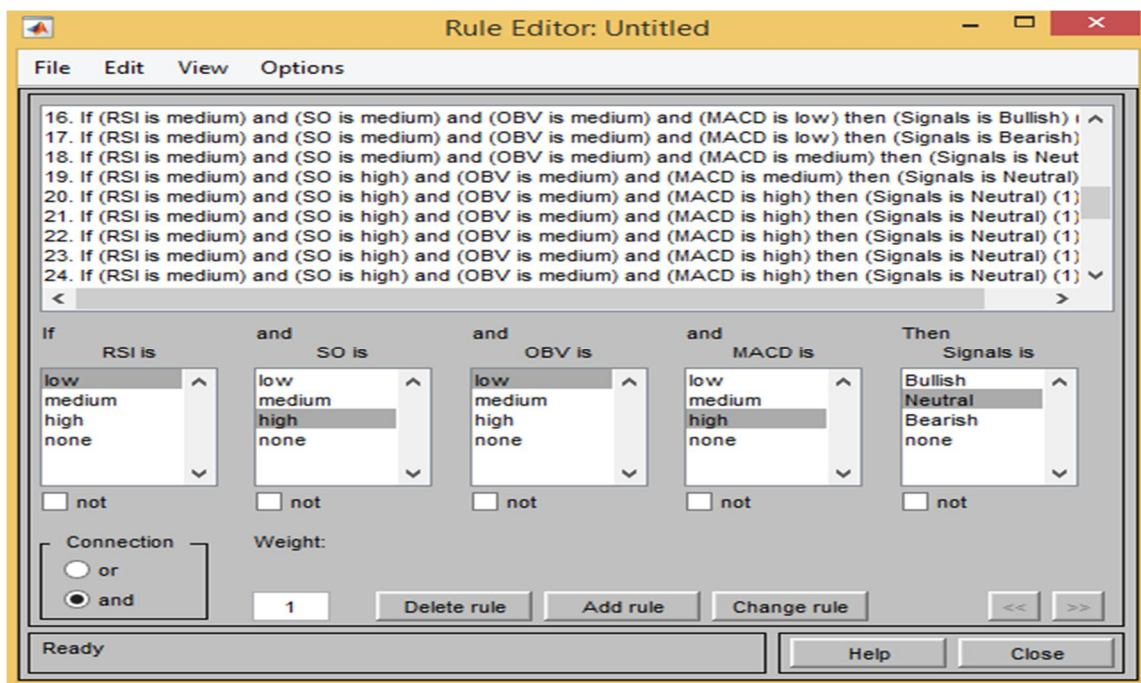 Rule Editor: Untitled
File Edit View Options
16. If (RSI is medium) and (SO is medium) and (OBV is medium) and (MACD is low) then (Signals is Bullish) (
17. If (RSI is medium) and (SO is medium) and (OBV is medium) and (MACD is low) then (Signals is Bearish)
18. If (RSI is medium) and (SO is medium) and (OBV is medium) and (MACD is medium) then (Signals is Neut
19. If (RSI is medium) and (SO is high) and (OBV is medium) and (MACD is medium) then (Signals is Neutral)
20. If (RSI is medium) and (SO is high) and (OBV is medium) and (MACD is high) then (Signals is Neutral) (1)
21. If (RSI is medium) and (SO is high) and (OBV is medium) and (MACD is high) then (Signals is Neutral) (1)
22. If (RSI is medium) and (SO is high) and (OBV is medium) and (MACD is high) then (Signals is Neutral) (1)
23. If (RSI is medium) and (SO is high) and (OBV is medium) and (MACD is high) then (Signals is Neutral) (1)
24. If (RSI is medium) and (SO is high) and (OBV is medium) and (MACD is high) then (Signals is Neutral) (1)
If and and and Then
RSI is SO is OBV is MACD is Signals is
low low low low Bullish
medium medium medium medium Neutral
high high high high Bearish
none none none none none
not not not not not
Connection Weight:
or
and 1 Delete rule Add rule Change rule << >>
Ready Help Close